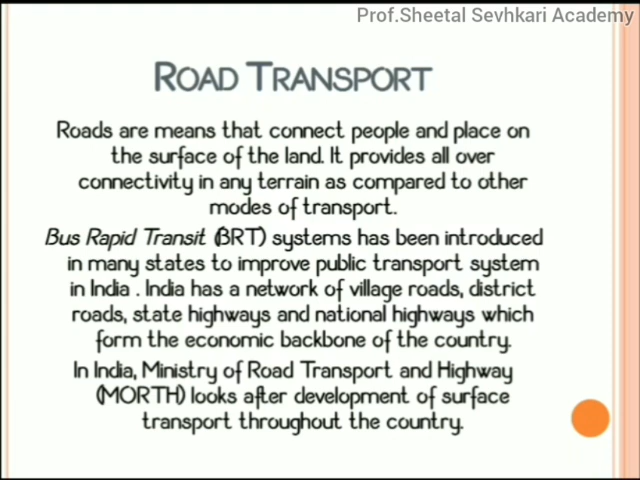 Prof.Sheetal Sevhkari Academy
ROAD TRANSPORT
Roads are means that connect people and place on
the surface of the land. It provides all over
connectivity in any terrain as compared to other
modes of transport.
Bus Rapid Transit (BRT) systems has been introduced
in many states to improve public transport system
in India . India has a network of village roads, district
roads, state highways and national highways which
form the economic backbone of the country.
In India, Ministry of Road Transport and Highway
(MORTH) looks after development of surface
transport throughout the country.